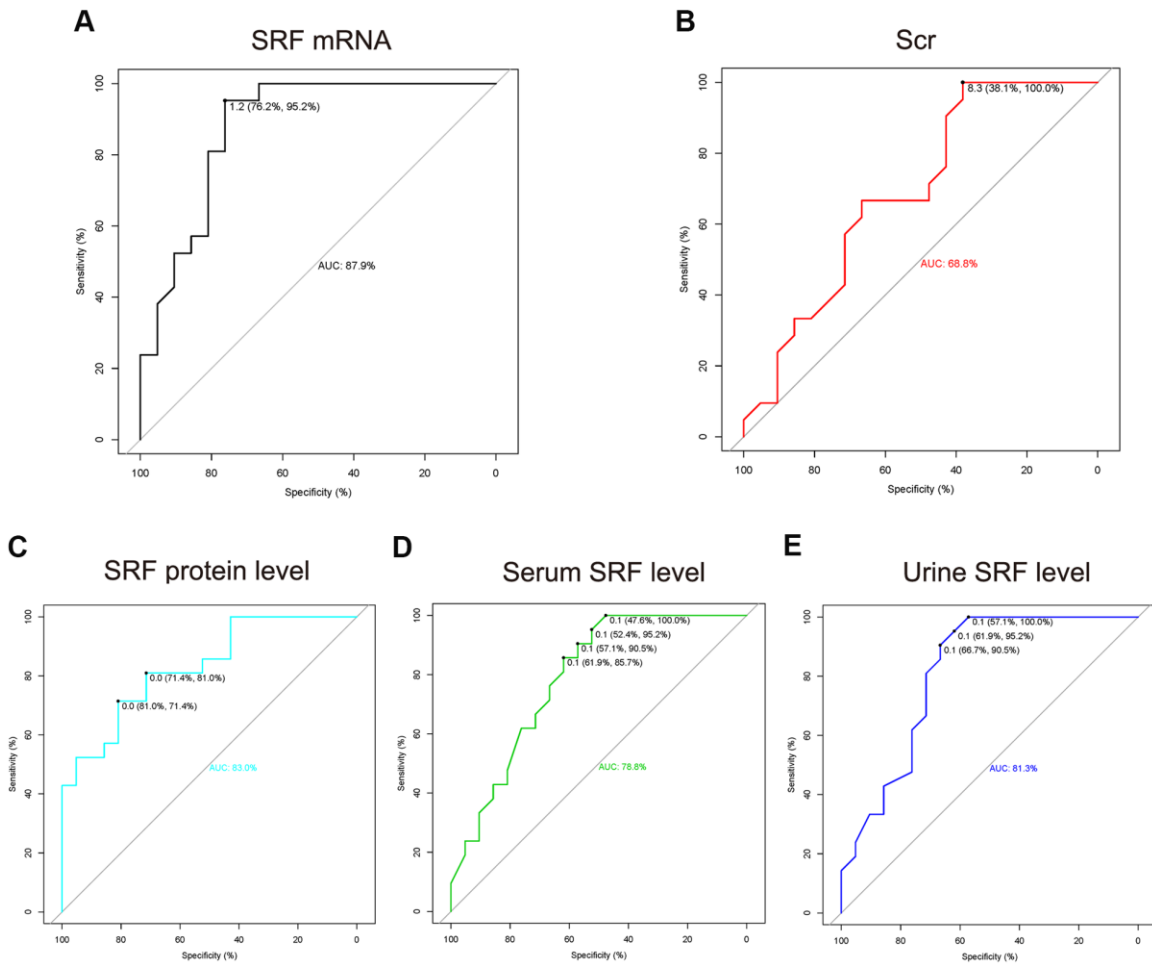 A
SRF mRNA
100
80
60
40
20
0
Sensitivity (%)
1.2 (76.2%, 95.2%)
AUC: 87.9%
100 80 60 40 20 0
Specificity (%)
B
Scr
100
80
60
40
20
0
Sensitivity (%)
8.3 (38.1%, 100.0%)
AUC: 68.8%
100 80 60 40 20 0
Specificity (%)
C
SRF protein level
100
80
60
40
20
0
Sensitivity (%)
0.0 (71.4%, 81.0%)
0.0 (81.0%, 71.4%)
AUC: 83.0%
100 80 60 40 20 0
Specificity (%)
D
Serum SRF level
100
80
60
40
20
0
Sensitivity (%)
0.1 (47.6%, 100.0%)
0.1 (52.4%, 95.2%)
0.1 (57.1%, 90.5%)
0.1 (61.9%, 85.7%)
AUC: 78.8%
100 80 60 40 20 0
Specificity (%)
E
Urine SRF level
100
80
60
40
20
0
Sensitivity (%)
0.1 (57.1%, 100.0%)
0.1 (61.9%, 95.2%)
0.1 (66.7%, 90.5%)
AUC: 81.3%
100 80 60 40 20 0
Specificity (%)